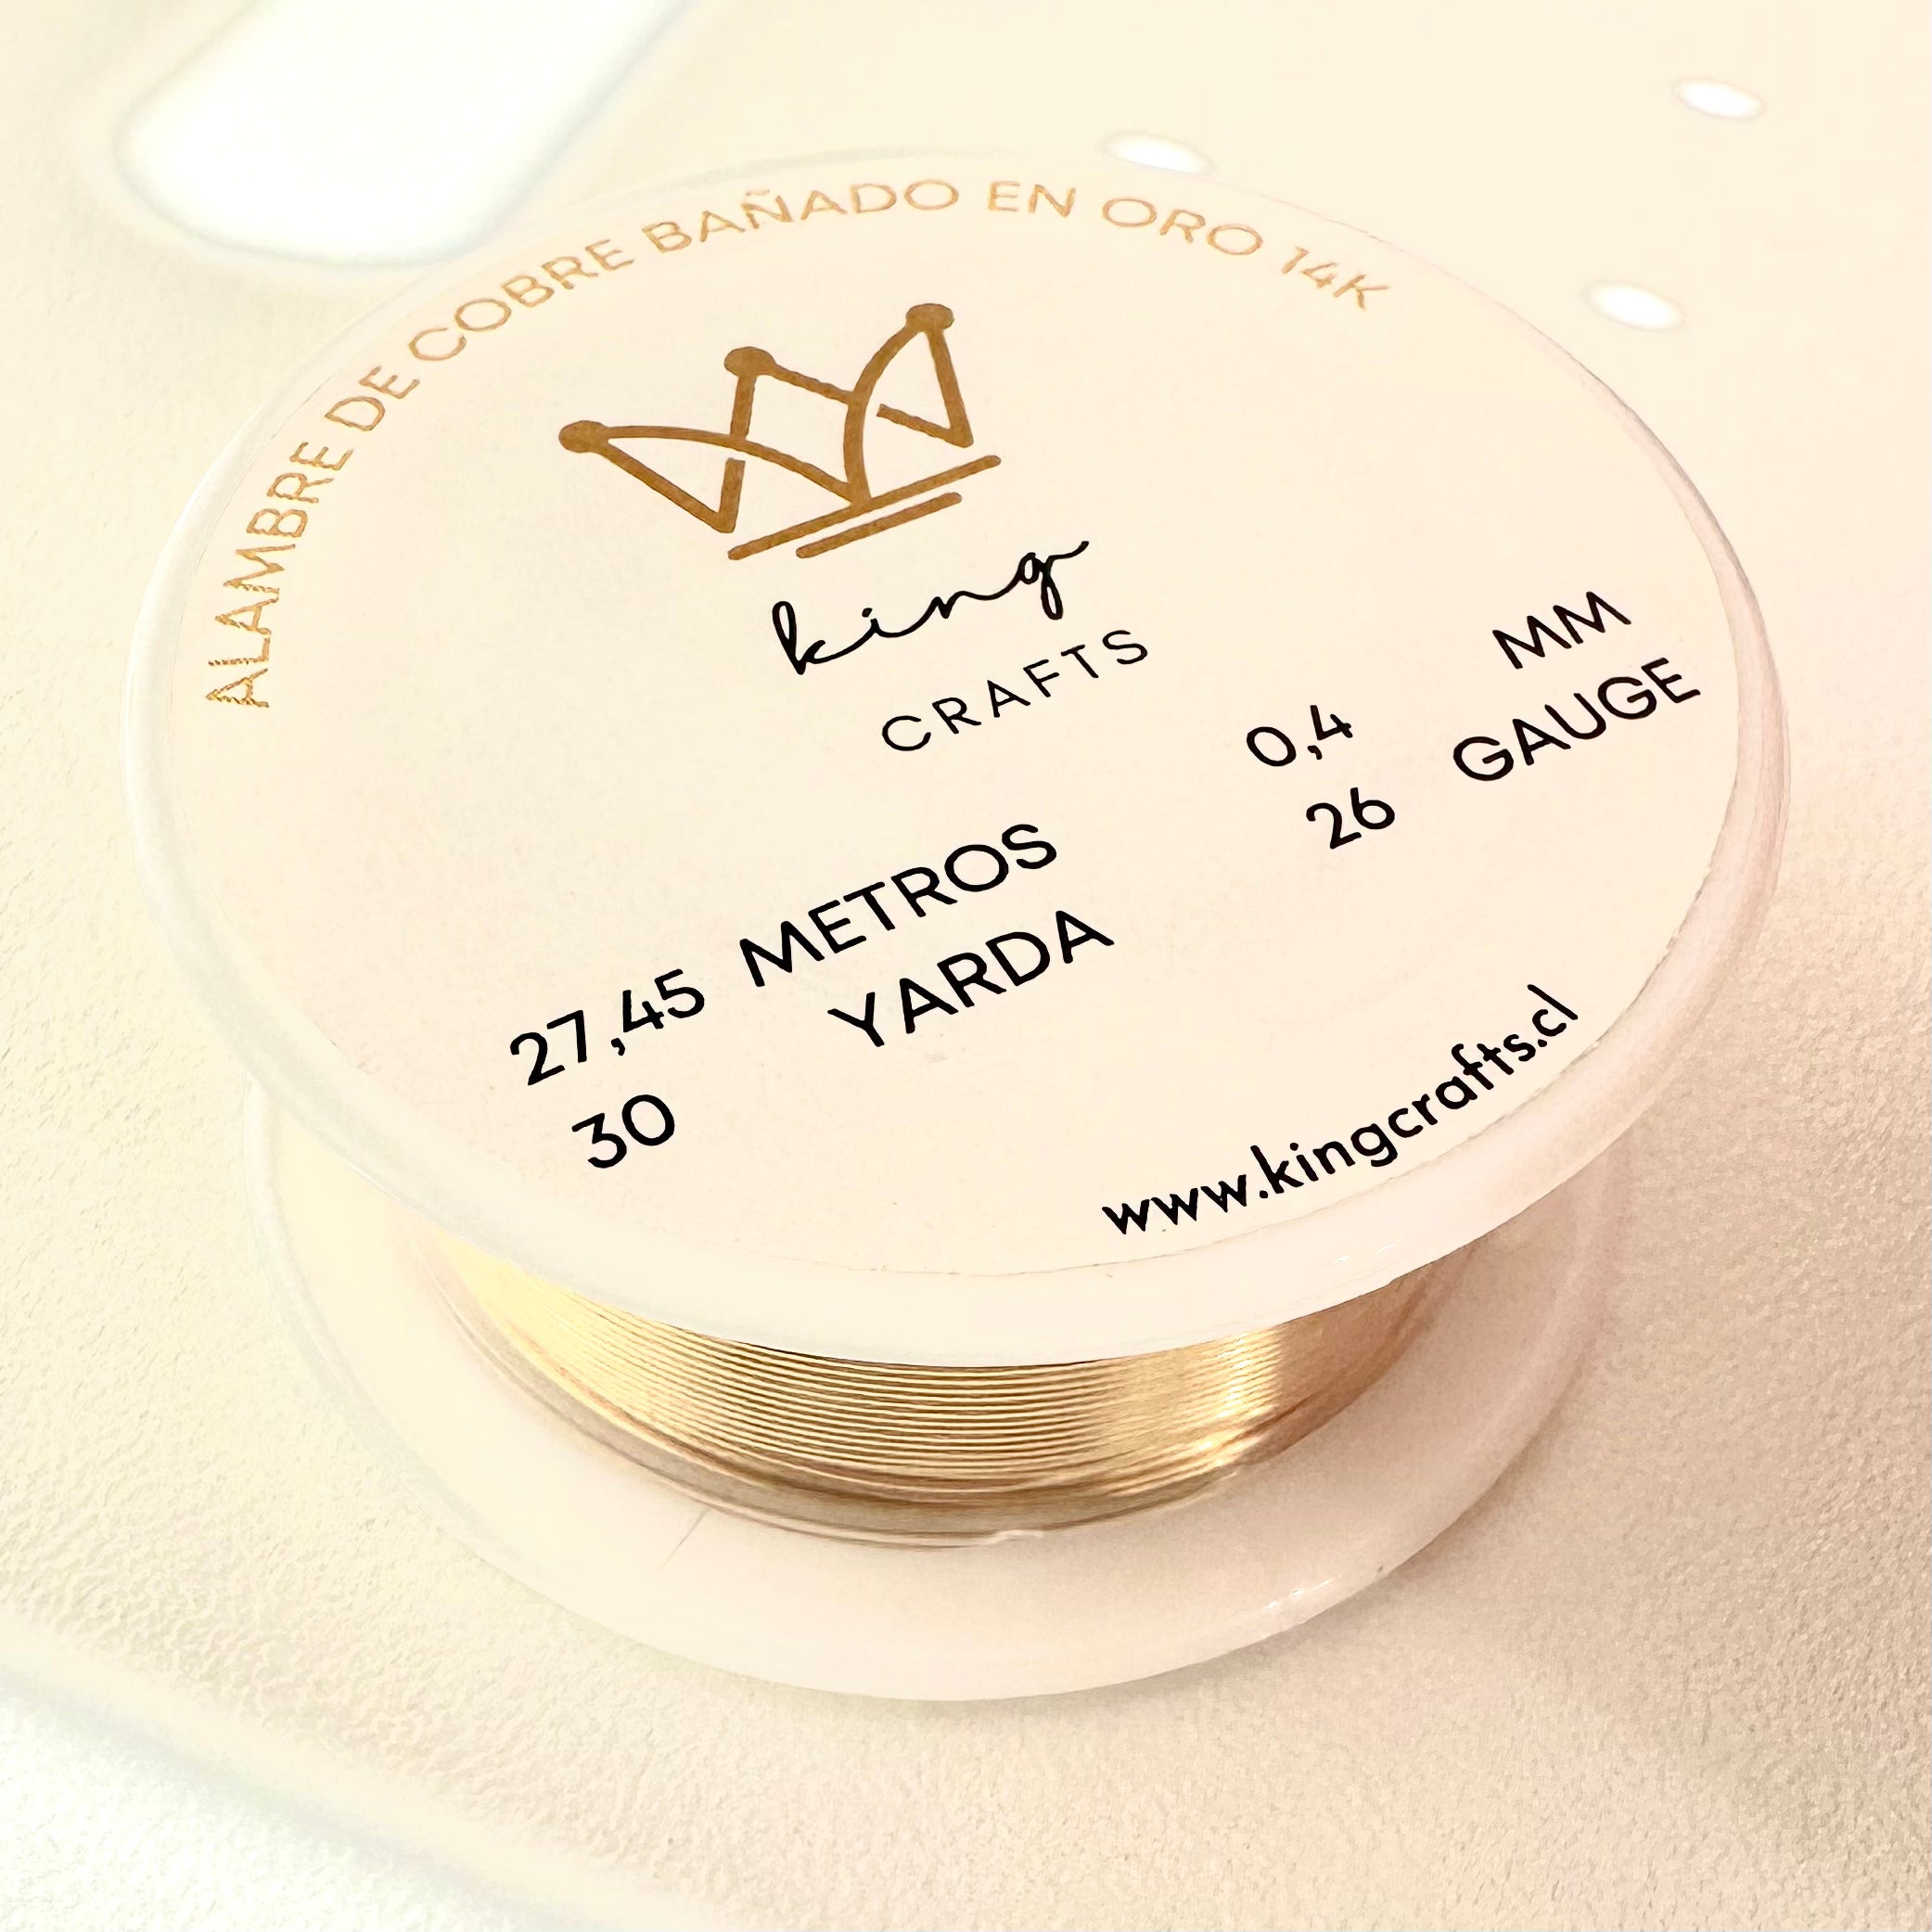 ALAMBRE DE COBRE BAÑADO EN ORO 14K
king
CRAFTS
27,45 METROS
30 YARDA
0,4 MM
26 GAUGE
www.kingcrafts.cl